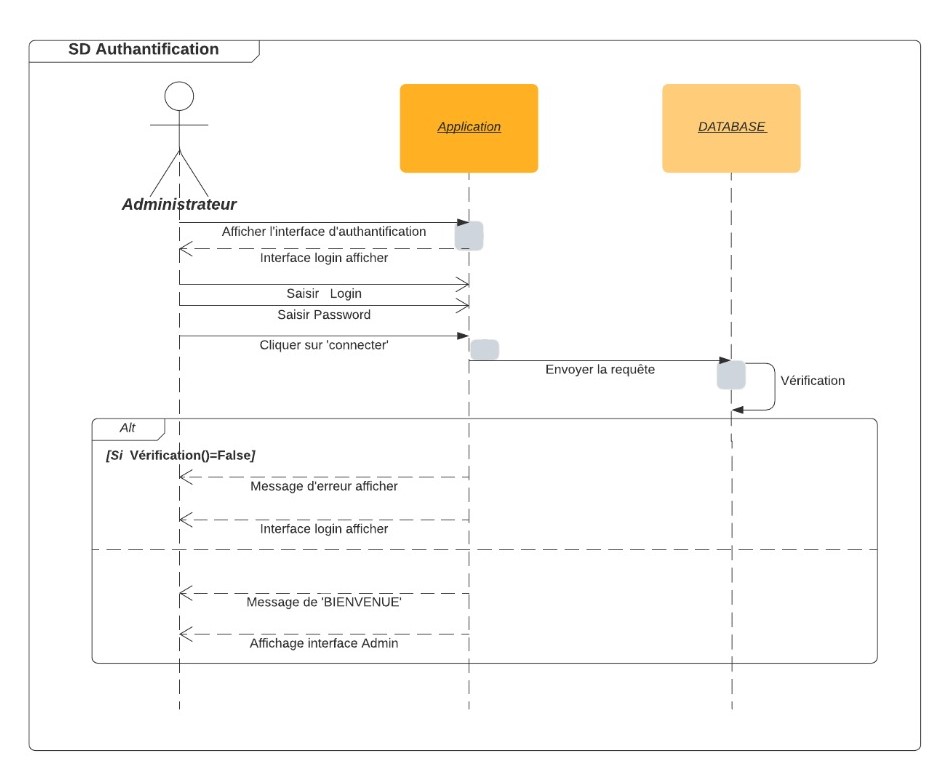 SD Authantification
Application
DATABASE
Administrateur
Afficher l'interface d'authantification
Interface login afficher
Saisir Login
Saisir Password
Cliquer sur 'connecter'
Envoyer la requête
Vérification
Alt
[Si Vérification()=False]
Message d'erreur afficher
Interface login afficher
Message de 'BIENVENUE'
Affichage interface Admin